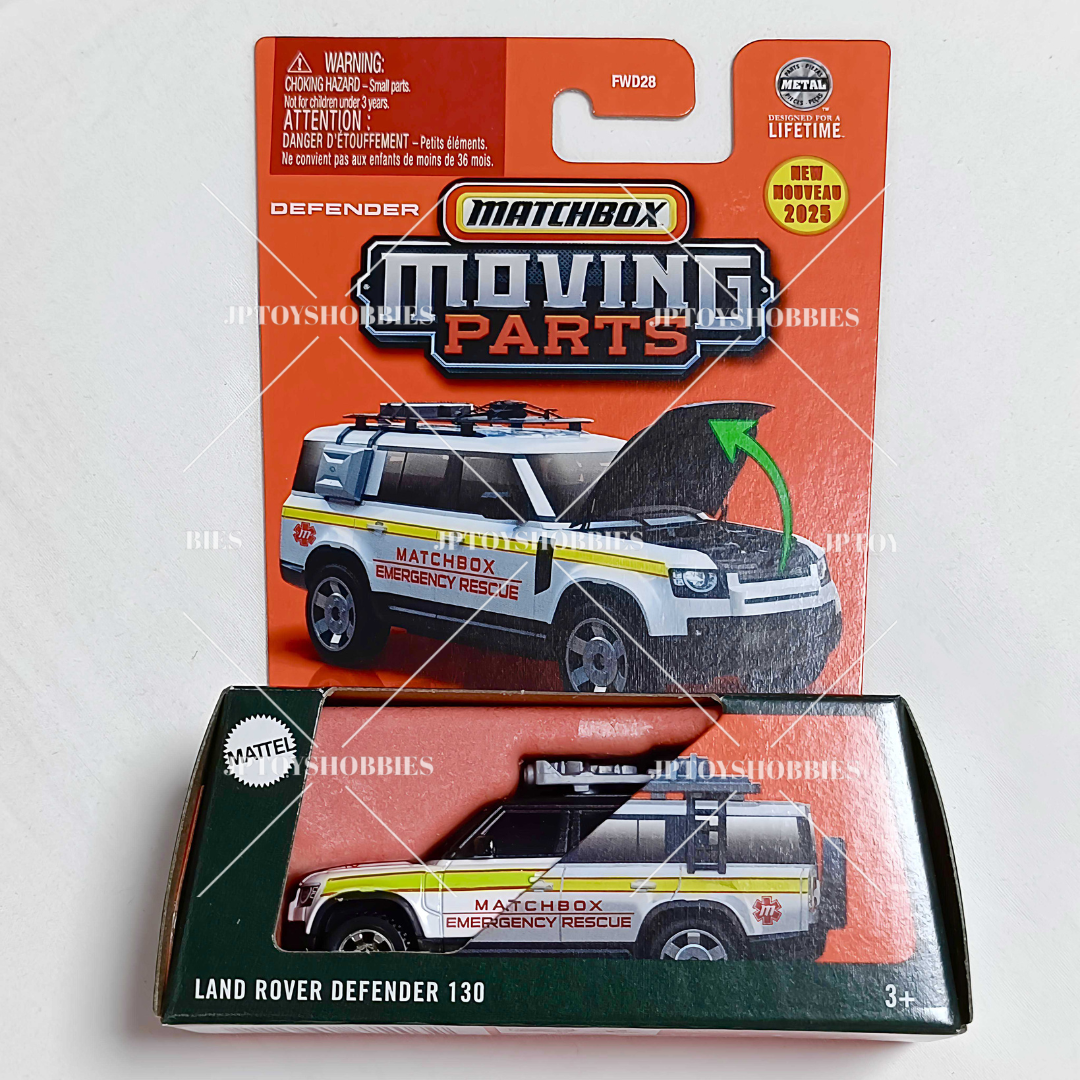 WARNING:
CHOKING HAZARD – Small parts.
Not for children under 3 years.
ATTENTION :
DANGER D'ÉTOUFFEMENT – Petits éléments.
Ne convient pas aux enfants de moins de 36 mois.
FWD28
METAL
DESIGNED FOR A
LIFETIME™
NEW
NOUVEAU
2025
DEFENDER
MATCHBOX
MOVING
PARTS
JPTOYSHOBBIES
JPTOYSHOBBIES
MATCHBOX
EMERGENCY RESCUE
BIES
JPTOYSHOBBIES
JPTOY
MATTEL
JPTOYSHOBBIES
JPTOYSHOBBIES
MATCHBOX
EMERGENCY RESCUE
m
LAND ROVER DEFENDER 130
3+